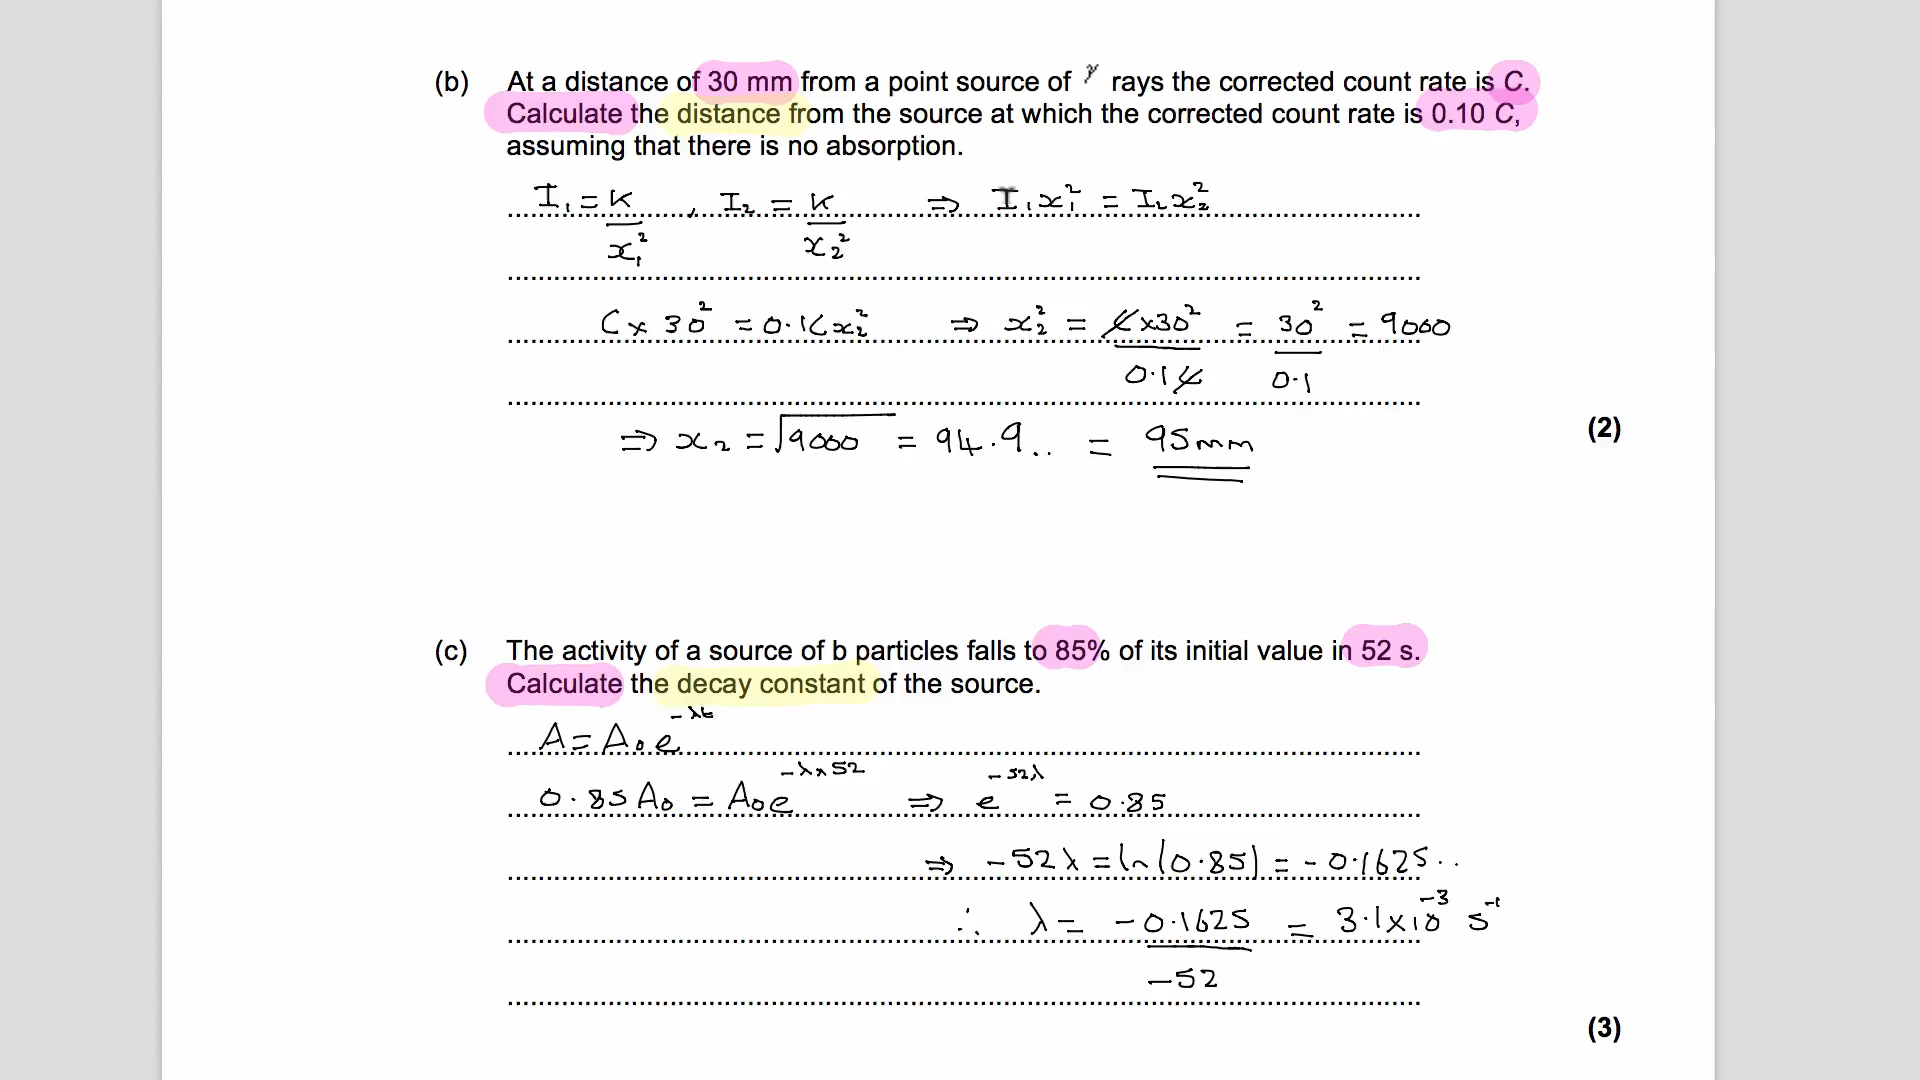 (b) At a distance of 30 mm from a point source of γ rays the corrected count rate is C.
Calculate the distance from the source at which the corrected count rate is 0.10 C,
assuming that there is no absorption.
I₁ = K/x₁² , I₂ = K/x₂² ⇒ I₁x₁² = I₂x₂²
C × 30² = 0.1C x₂² ⇒ x₂² = C×30²/0.1C = 30²/0.1 = 9000
⇒ x₂ = √9000 = 94.9.. = 95mm
(2)
(c) The activity of a source of b particles falls to 85% of its initial value in 52 s.
Calculate the decay constant of the source.
A = A₀e^(-λt)
0.85A₀ = A₀e^(-λ×52) ⇒ e^(-52λ) = 0.85
⇒ -52λ = ln(0.85) = -0.1625..
∴ λ = -0.1625/-52 = 3.1×10⁻³ s⁻¹
(3)